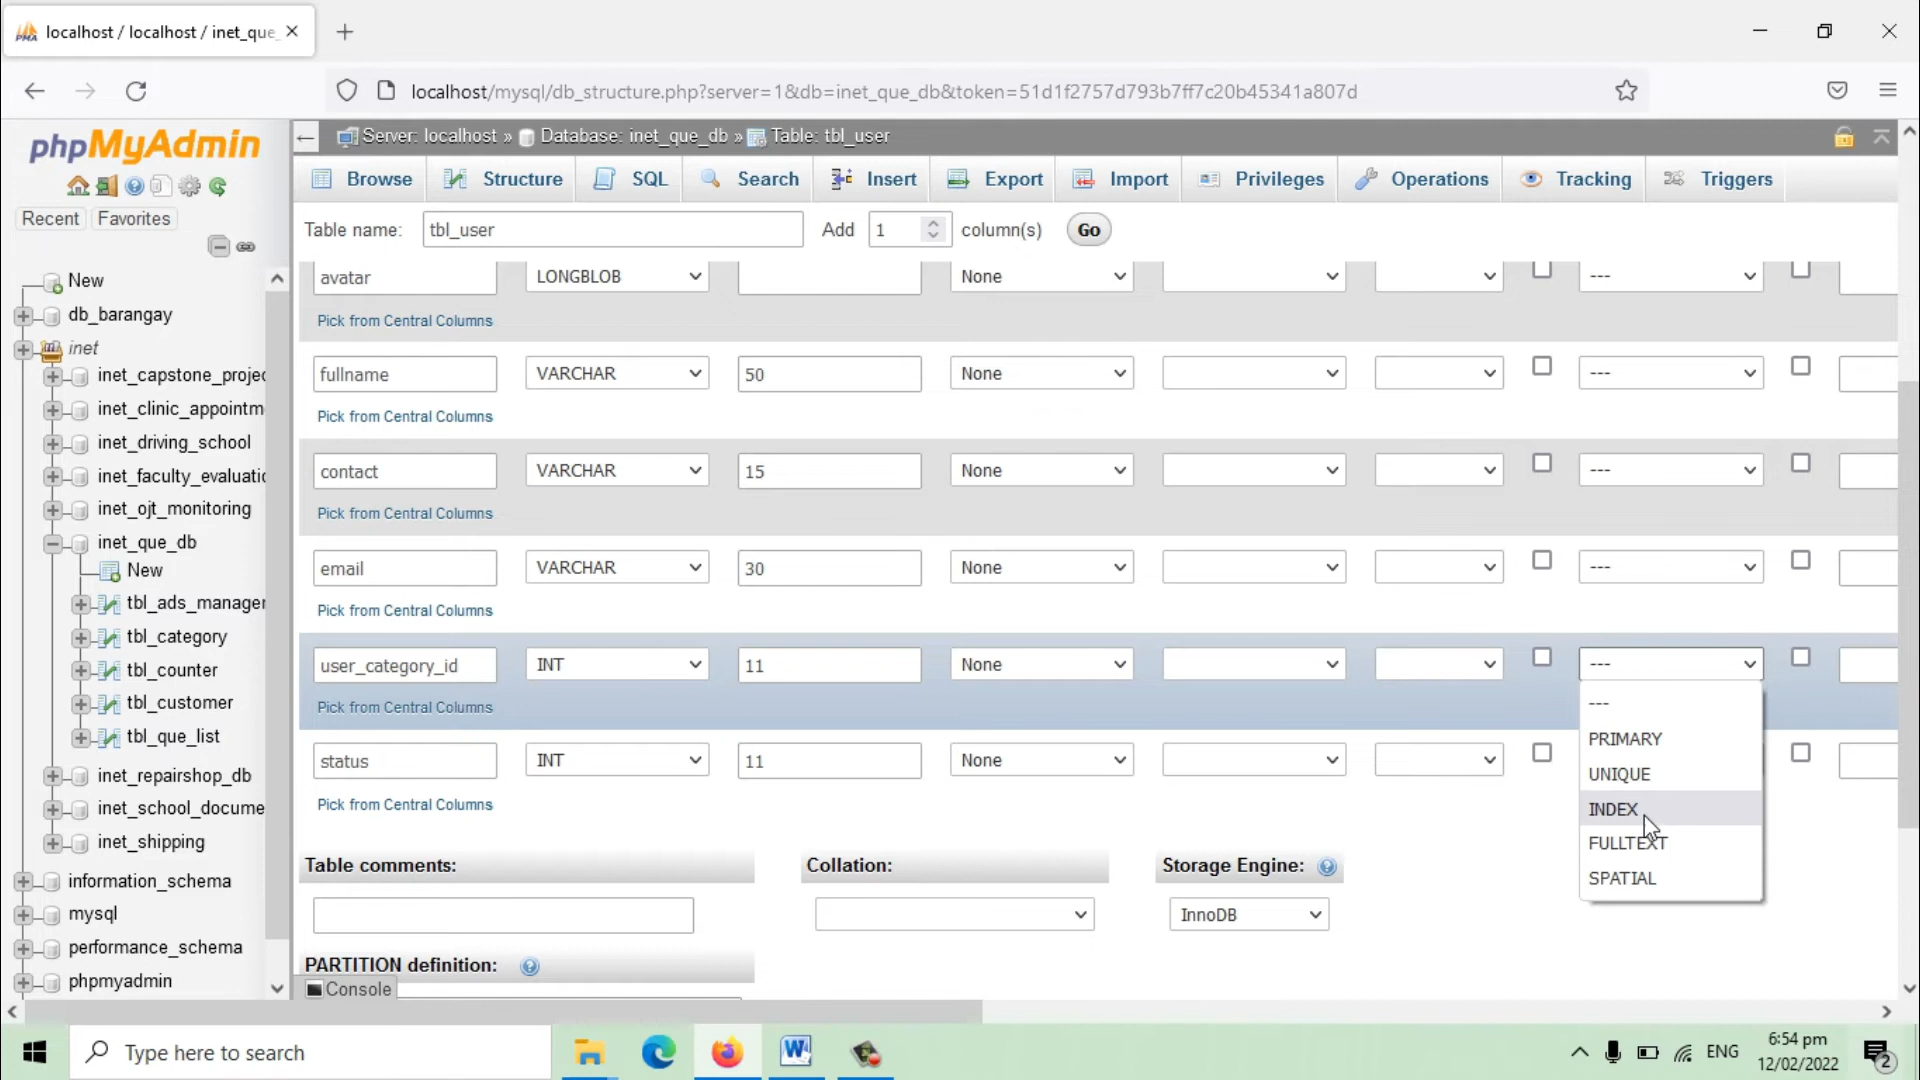 localhost / localhost / inet_que_
localhost/mysql/db_structure.php?server=1&db=inet_que_db&token=51d1f2757d793b7ff7c20b45341a807d
phpMyAdmin
Recent
Favorites
New
db_barangay
inet
inet_capstone_projec
inet_clinic_appointm
inet_driving_school
inet_faculty_evaluatio
inet_ojt_monitoring
inet_que_db
New
tbl_ads_manager
tbl_category
tbl_counter
tbl_customer
tbl_que_list
inet_repairshop_db
inet_school_docume
inet_shipping
information_schema
mysql
performance_schema
phpmyadmin
Server: localhost » Database: inet_que_db » Table: tbl_user
Browse Structure SQL Search Insert Export Import Privileges Operations Tracking Triggers
Table name: tbl_user Add 1 column(s) Go
avatar LONGBLOB None ---
Pick from Central Columns
fullname VARCHAR 50 None ---
Pick from Central Columns
contact VARCHAR 15 None ---
Pick from Central Columns
email VARCHAR 30 None ---
Pick from Central Columns
user_category_id INT 11 None ---
Pick from Central Columns
status INT 11 None
Pick from Central Columns
---
PRIMARY
UNIQUE
INDEX
FULLTEXT
SPATIAL
Table comments: Collation: Storage Engine:
InnoDB
PARTITION definition:
Console
Type here to search
ENG
6:54 pm
12/02/2022
2